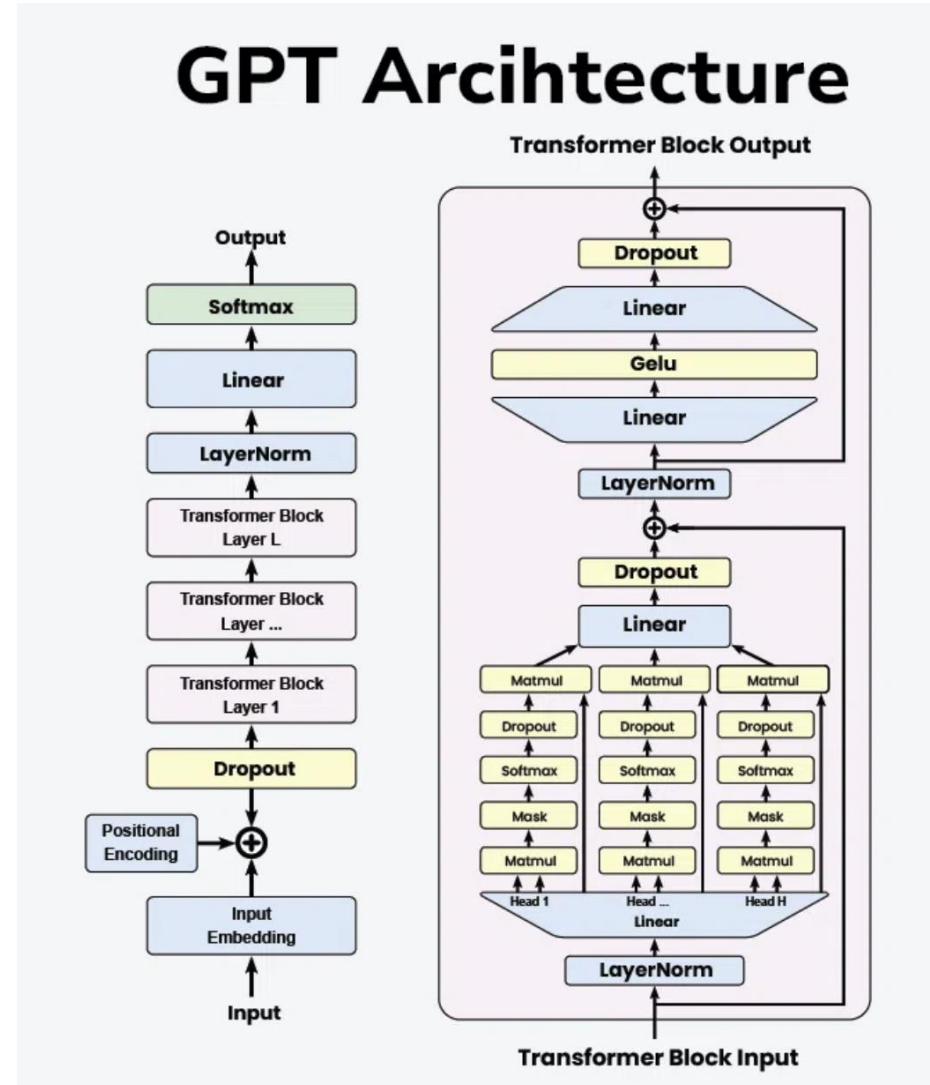 GPT Arcihtecture
Output
Softmax
Linear
LayerNorm
Transformer Block
Layer L
Transformer Block
Layer ...
Transformer Block
Layer 1
Dropout
Positional
Encoding
Input
Embedding
Input
Transformer Block Output
Dropout
Linear
Gelu
Linear
LayerNorm
Dropout
Linear
Matmul Matmul Matmul
Dropout Dropout Dropout
Softmax Softmax Softmax
Mask Mask Mask
Matmul Matmul Matmul
Head 1 Head ... Head H
Linear
LayerNorm
Transformer Block Input